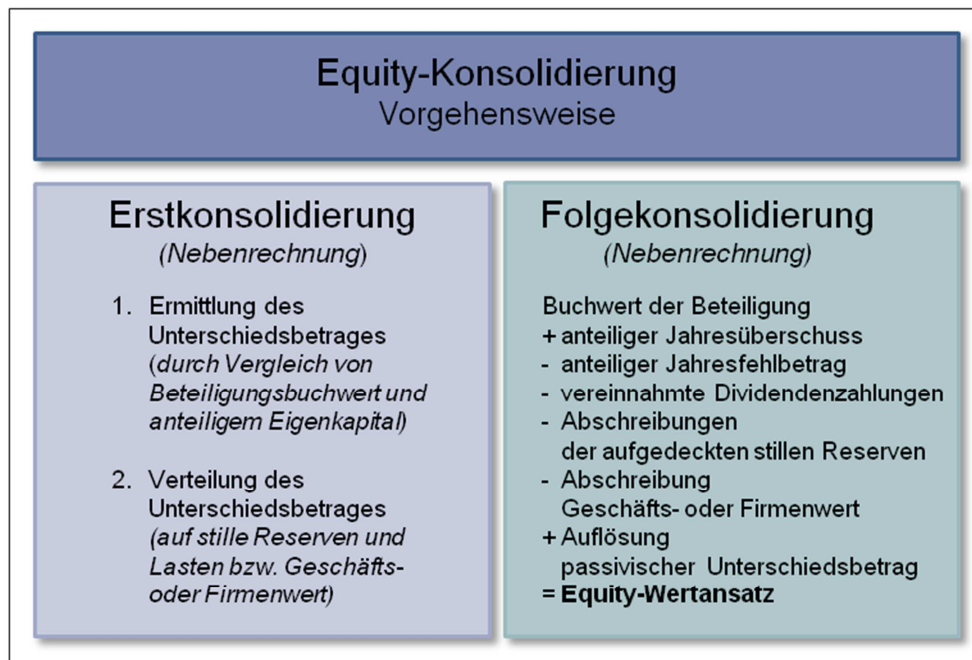 Equity-Konsolidierung
Vorgehensweise
Erstkonsolidierung
(Nebenrechnung)
1. Ermittlung des
Unterschiedsbetrages
(durch Vergleich von
Beteiligungsbuchwert und
anteiligem Eigenkapital)
2. Verteilung des
Unterschiedsbetrages
(auf stille Reserven und
Lasten bzw. Geschäfts-
oder Firmenwert)
Folgekonsolidierung
(Nebenrechnung)
Buchwert der Beteiligung
+ anteiliger Jahresüberschuss
- anteiliger Jahresfehlbetrag
- vereinnahmte Dividendenzahlungen
- Abschreibungen
der aufgedeckten stillen Reserven
- Abschreibung
Geschäfts- oder Firmenwert
+ Auflösung
passivischer Unterschiedsbetrag
= Equity-Wertansatz